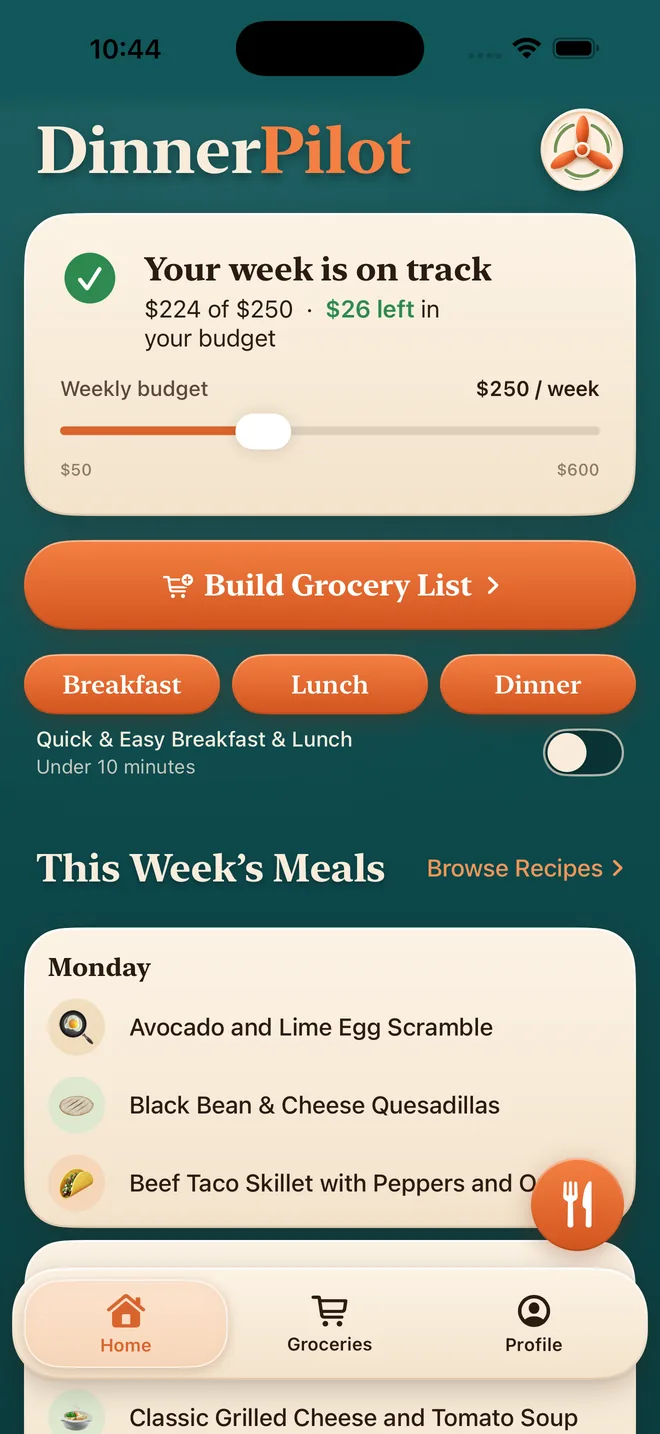 10:44
DinnerPilot
Your week is on track
$224 of $250 · $26 left in
your budget
Weekly budget
$250 / week
$50
$600
Build Grocery List
Breakfast
Lunch
Dinner
Quick & Easy Breakfast & Lunch
Under 10 minutes
This Week’s Meals
Browse Recipes
Monday
Avocado and Lime Egg Scramble
Black Bean & Cheese Quesadillas
Beef Taco Skillet with Peppers and
Home
Groceries
Profile
Classic Grilled Cheese and Tomato Soup